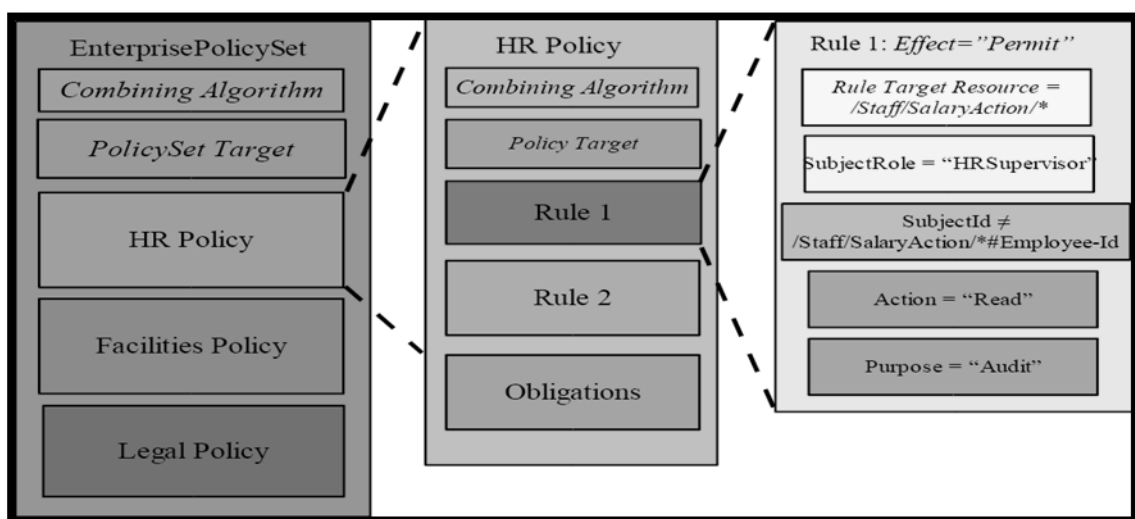 EnterprisePolicySet
Combining Algorithm
PolicySet Target
HR Policy
Facilities Policy
Legal Policy
HR Policy
Combining Algorithm
Policy Target
Rule 1
Rule 2
Obligations
Rule 1: Effect=”Permit”
Rule Target Resource =
/Staff/SalaryAction/*
SubjectRole = “HRSupervisor”
SubjectId ≠
/Staff/SalaryAction/*#Employee-Id
Action = “Read”
Purpose = “Audit”